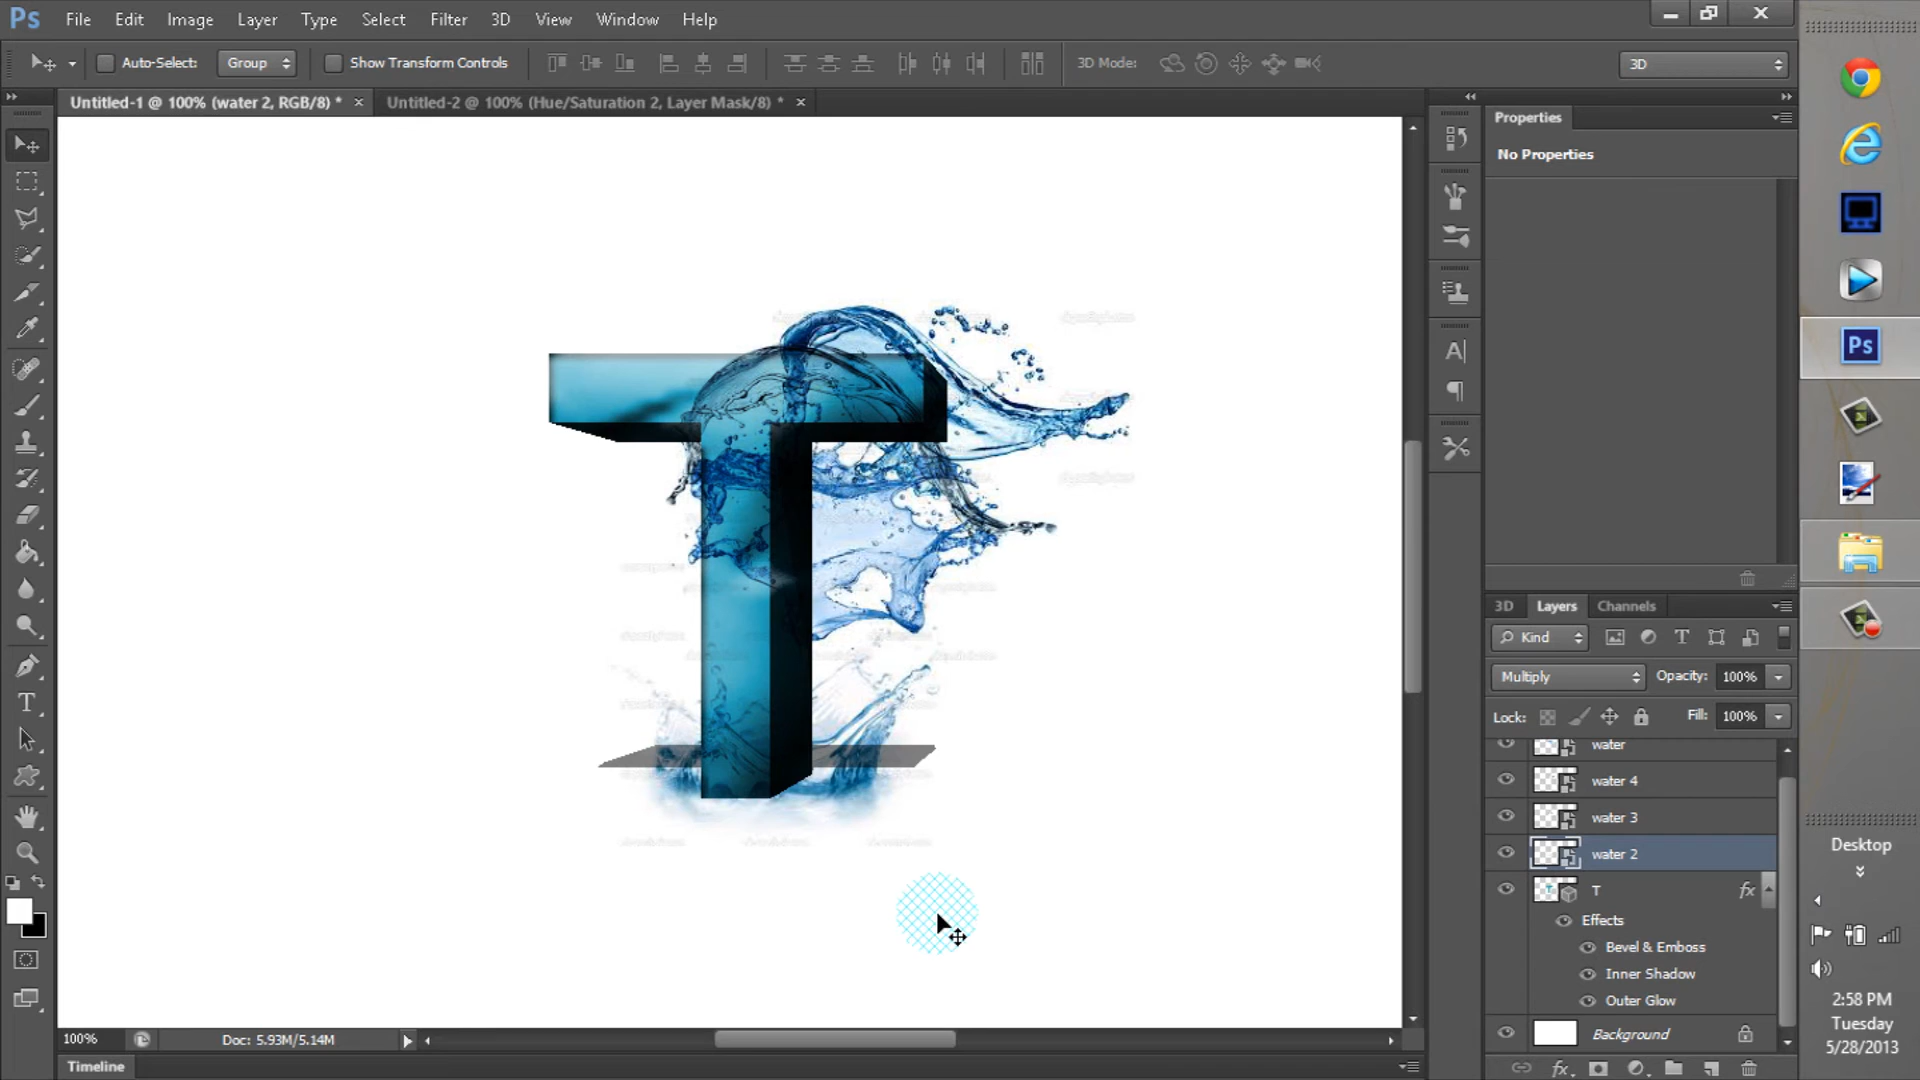 Ps File Edit Image Layer Type Select Filter 3D View Window Help
Auto-Select: Group Show Transform Controls 3D Mode: 3D
Untitled-1 @ 100% (water 2, RGB/8) * × Untitled-2 @ 100% (Hue/Saturation 2, Layer Mask/8) * ×
Properties
No Properties
T
Ps
3D Layers Channels
Kind
Multiply Opacity: 100%
Lock: Fill: 100%
water
water 4
water 3
water 2
T fx
Effects
Bevel & Emboss
Inner Shadow
Outer Glow
Background
100% Doc: 5.93M/5.14M
Timeline
fx
Desktop
2:58 PM
Tuesday
5/28/2013